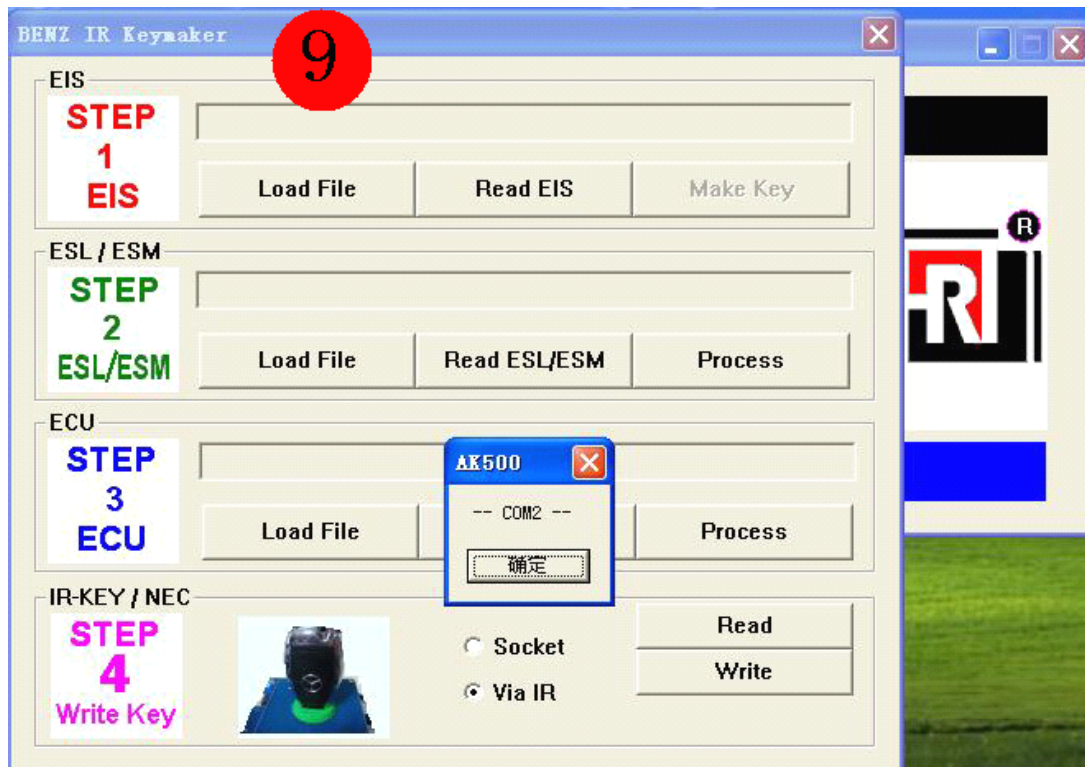 BENZ IR Keymaker
9
EIS
STEP
1
EIS
Load File
Read EIS
Make Key
ESL / ESM
STEP
2
ESL/ESM
Load File
Read ESL/ESM
Process
ECU
STEP
3
ECU
Load File
Process
AK500
-- COM2 --
确定
IR-KEY / NEC
STEP
4
Write Key
Socket
Via IR
Read
Write
R
HR